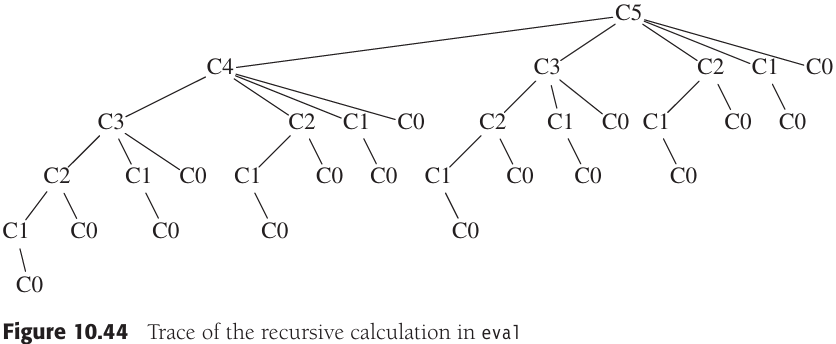 C5
C4 C3 C2 C1 C0
C3 C2 C1 C0 C2 C1 C0 C1 C0 C0
C2 C1 C0 C1 C0 C0 C1 C0 C0 C0
C1 C0 C0 C0 C0
C0
Figure 10.44 Trace of the recursive calculation in eval